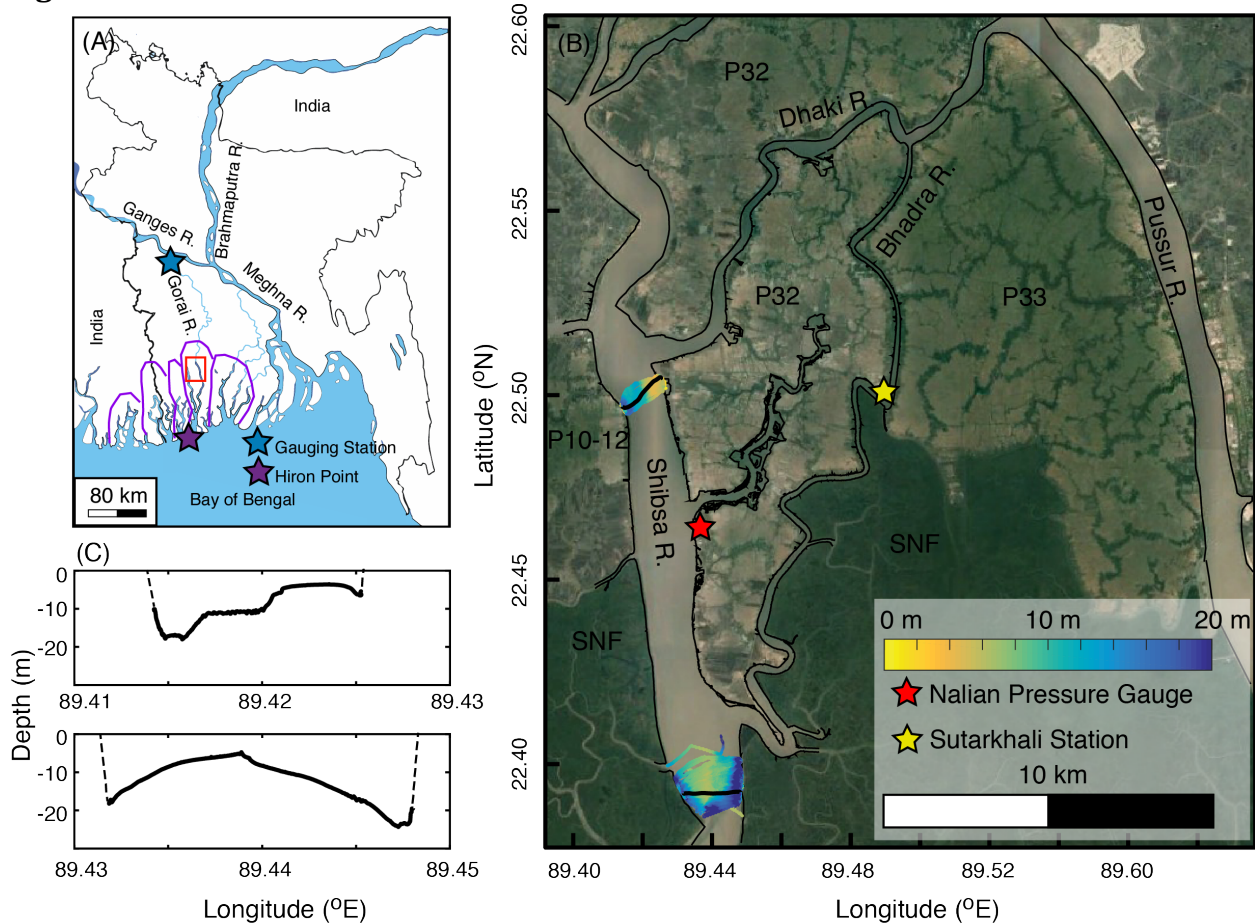 (A)
India
Brahmaputra R.
Ganges R.
Meghna R.
Gorai R.
India
Gauging Station
Hiron Point
80 km
Bay of Bengal
(B)
22.60
22.55
22.50
22.45
22.40
Latitude (ºN)
P32
Dhaki R.
Bhadra R.
Pussur R.
P32
P33
P10-12
Shibsa R.
SNF
SNF
0 m 10 m 20 m
Nalian Pressure Gauge
Sutarkhali Station
10 km
89.40 89.44 89.48 89.52 89.60
Longitude (ºE)
(C)
0
-10
-20
89.41 89.42 89.43
Depth (m)
0
-10
-20
89.43 89.44 89.45
Longitude (ºE)